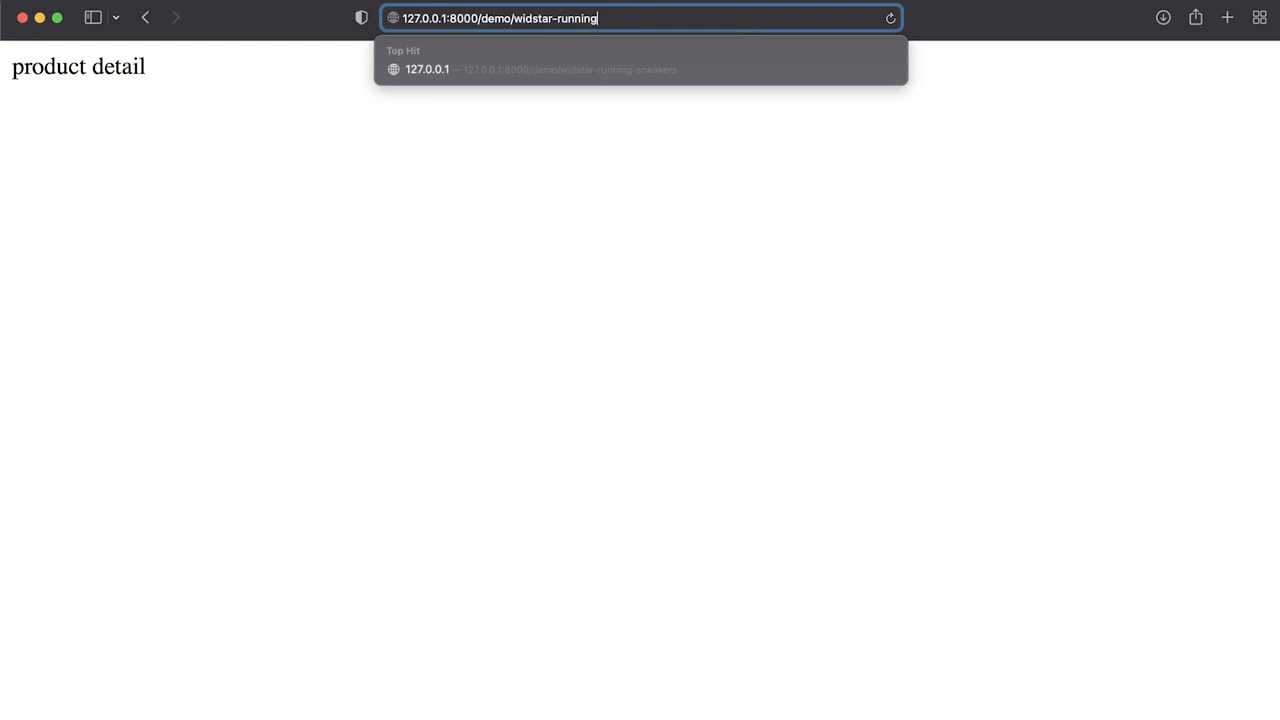 127.0.0.1:8000/demo/widstar-running
Top Hit
127.0.0.1 — 127.0.0.1:8000/demo/widstar-running-sneakers
product detail